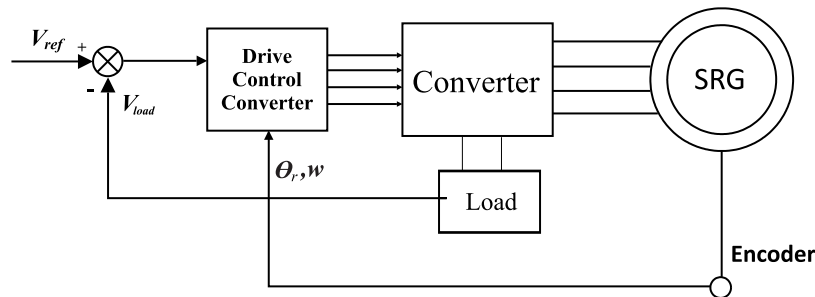 V_ref
+
-
V_load
Drive
Control
Converter
Converter
SRG
Load
ϴ_r,w
Encoder